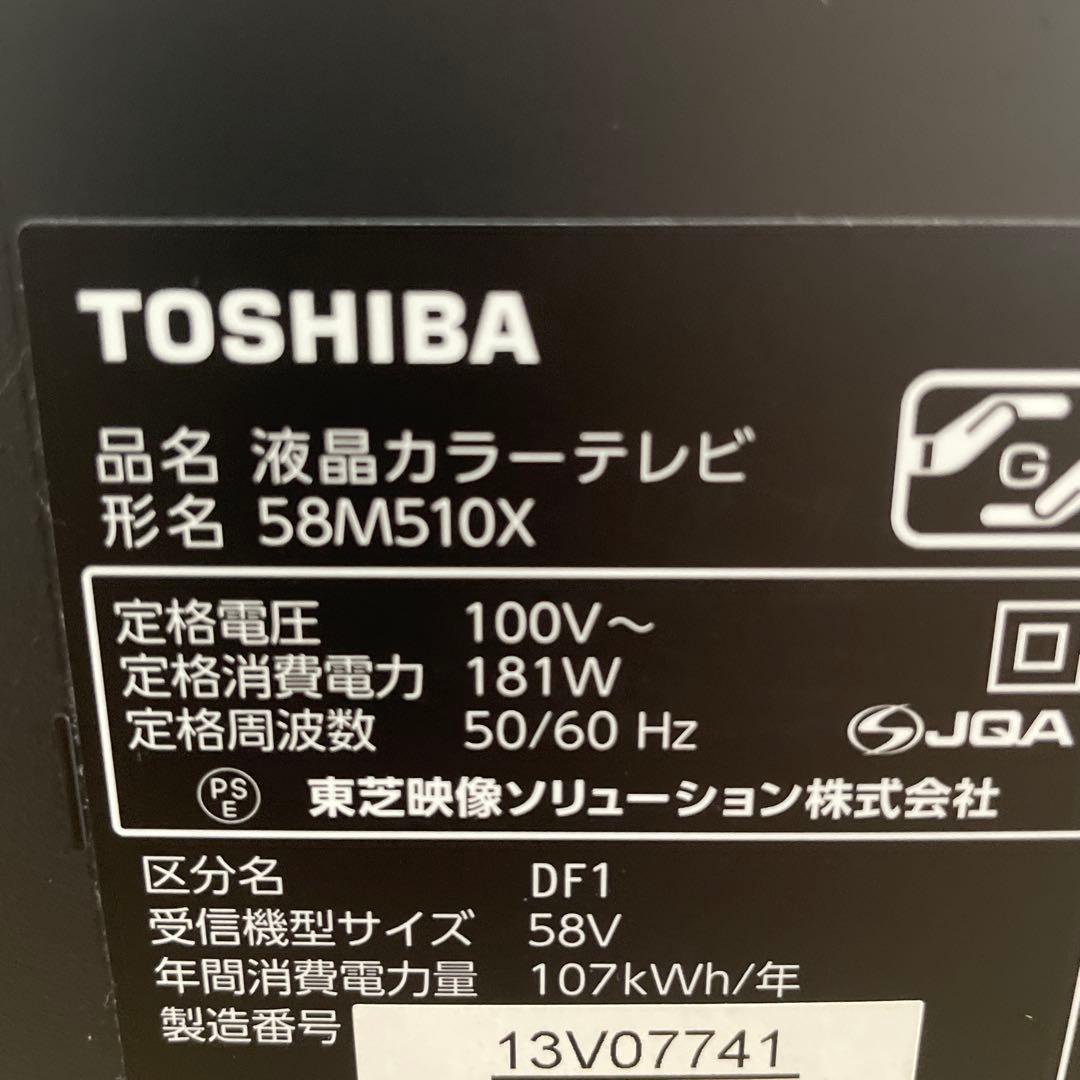 TOSHIBA
品名 液晶カラーテレビ
形名 58M510X
G
定格電圧 100V～
定格消費電力 181W
定格周波数 50/60 Hz
JQA
PS
E
東芝映像ソリューション株式会社
区分名 DF1
受信機型サイズ 58V
年間消費電力量 107kWh/年
製造番号 13V07741